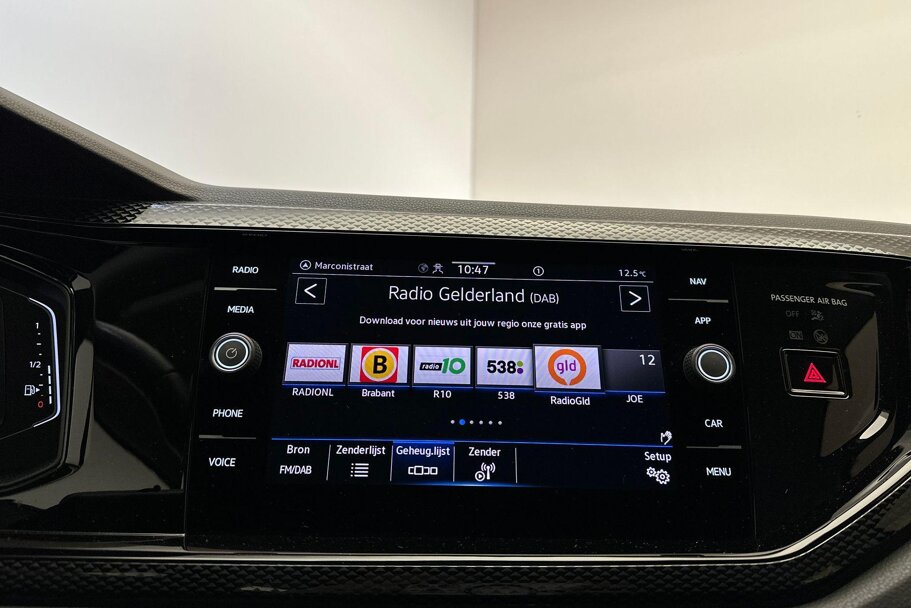 RADIO
MEDIA
PHONE
VOICE
Marconistraat
10:47
1
12.5°C
Radio Gelderland (DAB)
Download voor nieuws uit jouw regio onze gratis app
RADIONL
B
radio 10
538
gld
12
RADIONL
Brabant
R10
538
RadioGld
JOE
Bron
FM/DAB
Zenderlijst
Geheug.lijst
Zender
Setup
NAV
APP
CAR
MENU
PASSENGER AIR BAG
OFF
ON
1
1/2
0